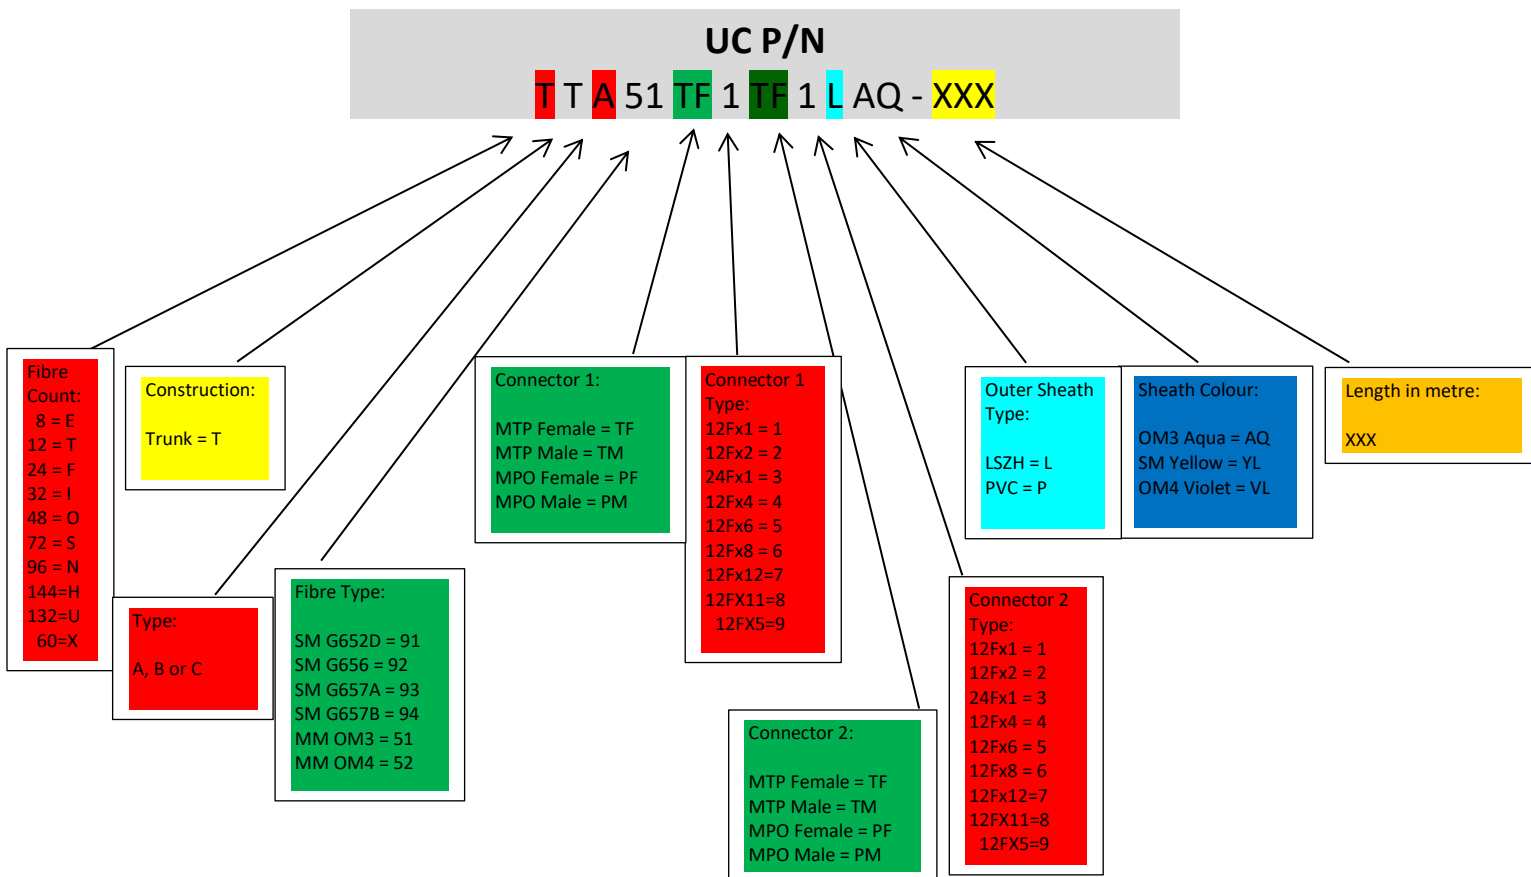 UC P/N
T T A 51 TF 1 TF 1 L AQ - XXX
Fibre
Count:
8 = E
12 = T
24 = F
32 = I
48 = O
72 = S
96 = N
144=H
132=U
60=X
Construction:
Trunk = T
Type:
A, B or C
Fibre Type:
SM G652D = 91
SM G656 = 92
SM G657A = 93
SM G657B = 94
MM OM3 = 51
MM OM4 = 52
Connector 1:
MTP Female = TF
MTP Male = TM
MPO Female = PF
MPO Male = PM
Connector 1
Type:
12Fx1 = 1
12Fx2 = 2
24Fx1 = 3
12Fx4 = 4
12Fx6 = 5
12Fx8 = 6
12Fx12=7
12FX11=8
12FX5=9
Connector 2:
MTP Female = TF
MTP Male = TM
MPO Female = PF
MPO Male = PM
Connector 2
Type:
12Fx1 = 1
12Fx2 = 2
24Fx1 = 3
12Fx4 = 4
12Fx6 = 5
12Fx8 = 6
12Fx12=7
12FX11=8
12FX5=9
Outer Sheath
Type:
LSZH = L
PVC = P
Sheath Colour:
OM3 Aqua = AQ
SM Yellow = YL
OM4 Violet = VL
Length in metre:
XXX